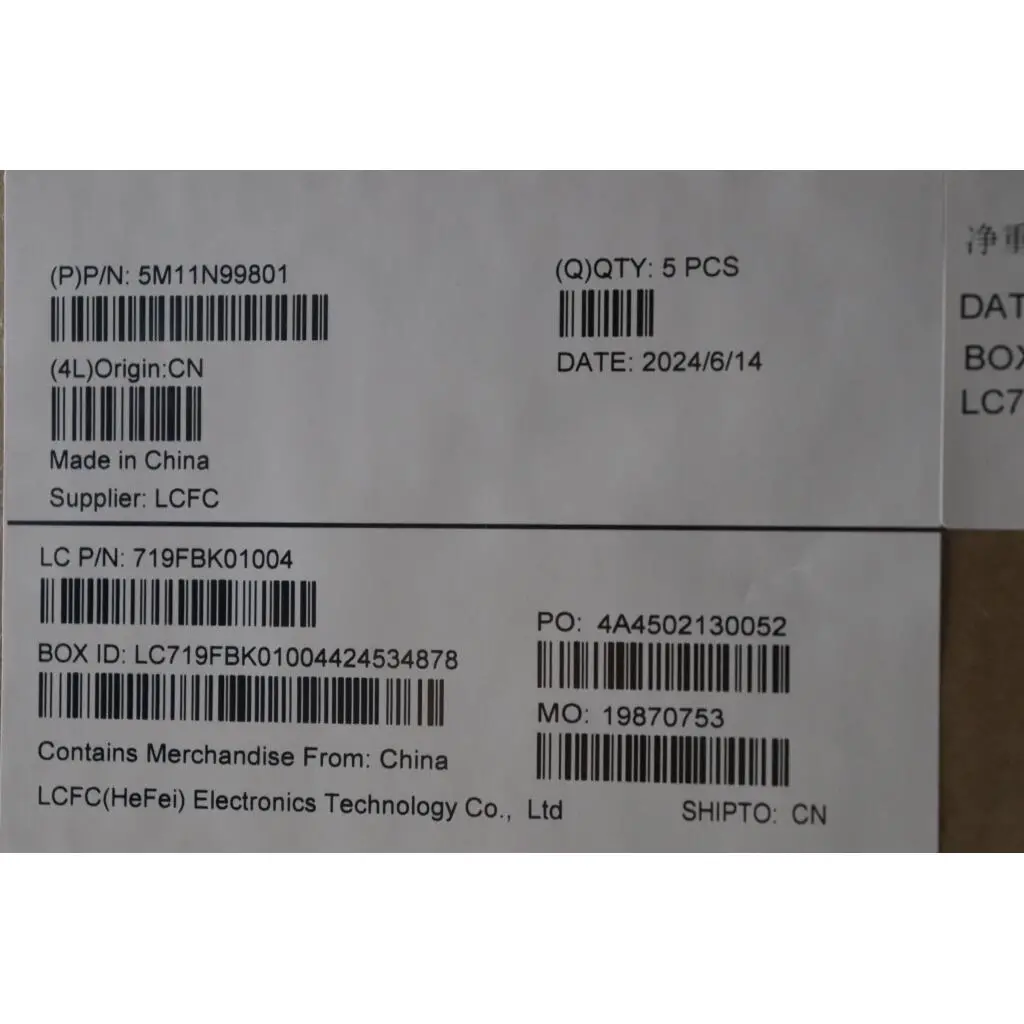 (P)P/N: 5M11N99801
(Q)QTY: 5 PCS
(4L)Origin:CN
DATE: 2024/6/14
Made in China
Supplier: LCFC
LC P/N: 719FBK01004
PO: 4A4502130052
BOX ID: LC719FBK01004424534878
MO: 19870753
Contains Merchandise From: China
LCFC(HeFei) Electronics Technology Co., Ltd
SHIPTO: CN
净重
DAT
BOX
LC7